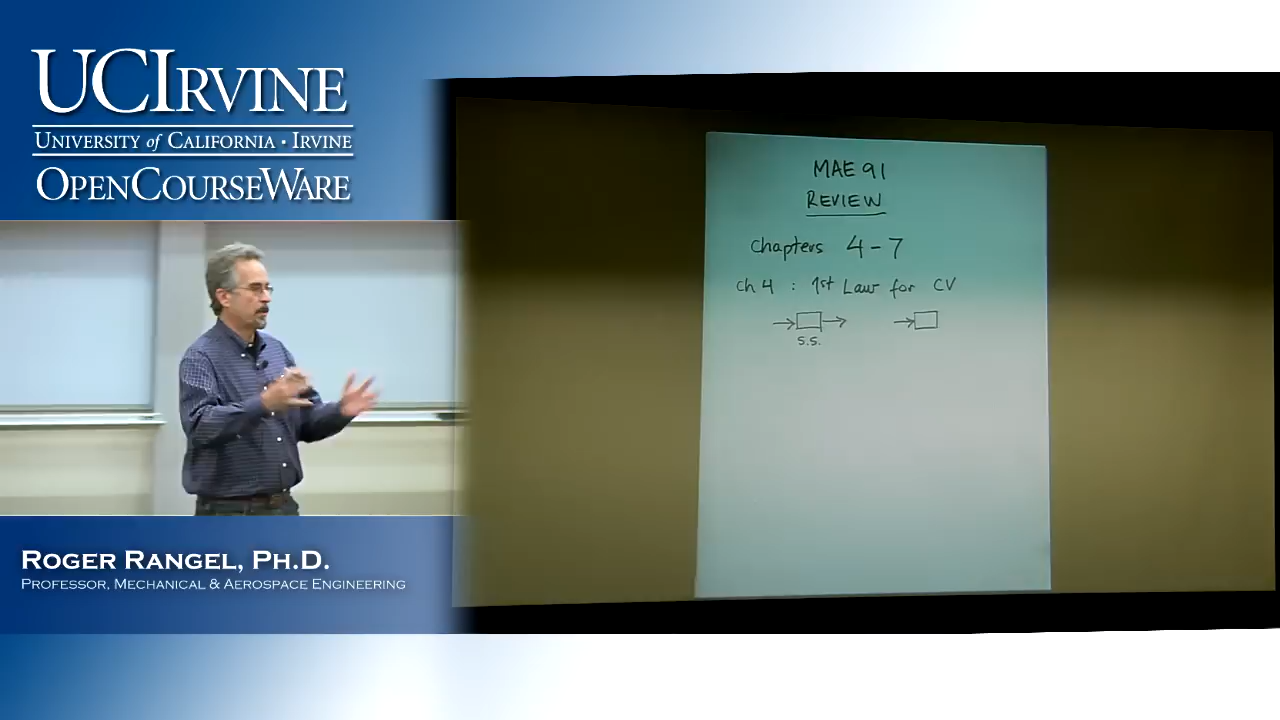 UCIRVINE
UNIVERSITY of CALIFORNIA · IRVINE
OPENCOURSEWARE
ROGER RANGEL, PH.D.
PROFESSOR, MECHANICAL & AEROSPACE ENGINEERING
MAE 91
REVIEW
Chapters 4-7
Ch 4 : 1st Law for CV
S.S.